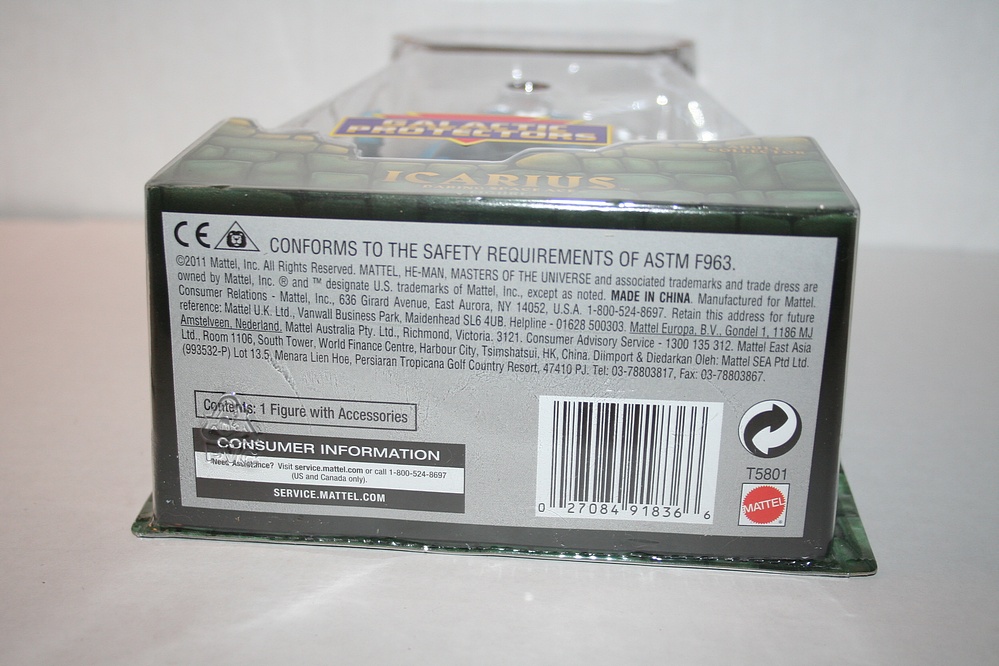 GALACTIC
PROTECTORS
ICARIUS
CE
CONFORMS TO THE SAFETY REQUIREMENTS OF ASTM F963.
©2011 Mattel, Inc. All Rights Reserved. MATTEL, HE-MAN, MASTERS OF THE UNIVERSE and associated trademarks and trade dress are
owned by Mattel, Inc. ® and ™ designate U.S. trademarks of Mattel, Inc., except as noted. MADE IN CHINA. Manufactured for Mattel.
Consumer Relations - Mattel, Inc., 636 Girard Avenue, East Aurora, NY 14052, U.S.A. 1-800-524-8697. Retain this address for future
reference: Mattel U.K. Ltd., Vanwall Business Park, Maidenhead SL6 4UB. Helpline - 01628 500303. Mattel Europa, B.V., Gondel 1, 1186 MJ
Amstelveen, Nederland. Mattel Australia Pty. Ltd., Richmond, Victoria. 3121. Consumer Advisory Service - 1300 135 312. Mattel East Asia
Ltd., Room 1106, South Tower, World Finance Centre, Harbour City, Tsimshatsui, HK, China. Diimport & Diedarkan Oleh: Mattel SEA Ptd Ltd.
(993532-P) Lot 13.5, Menara Lien Hoe, Persiaran Tropicana Golf Country Resort, 47410 PJ. Tel: 03-78803817, Fax: 03-78803867.
Contents: 1 Figure with Accessories
CONSUMER INFORMATION
Need Assistance? Visit service.mattel.com or call 1-800-524-8697
(US and Canada only).
SERVICE.MATTEL.COM
0 27084 91836 6
T5801
MATTEL